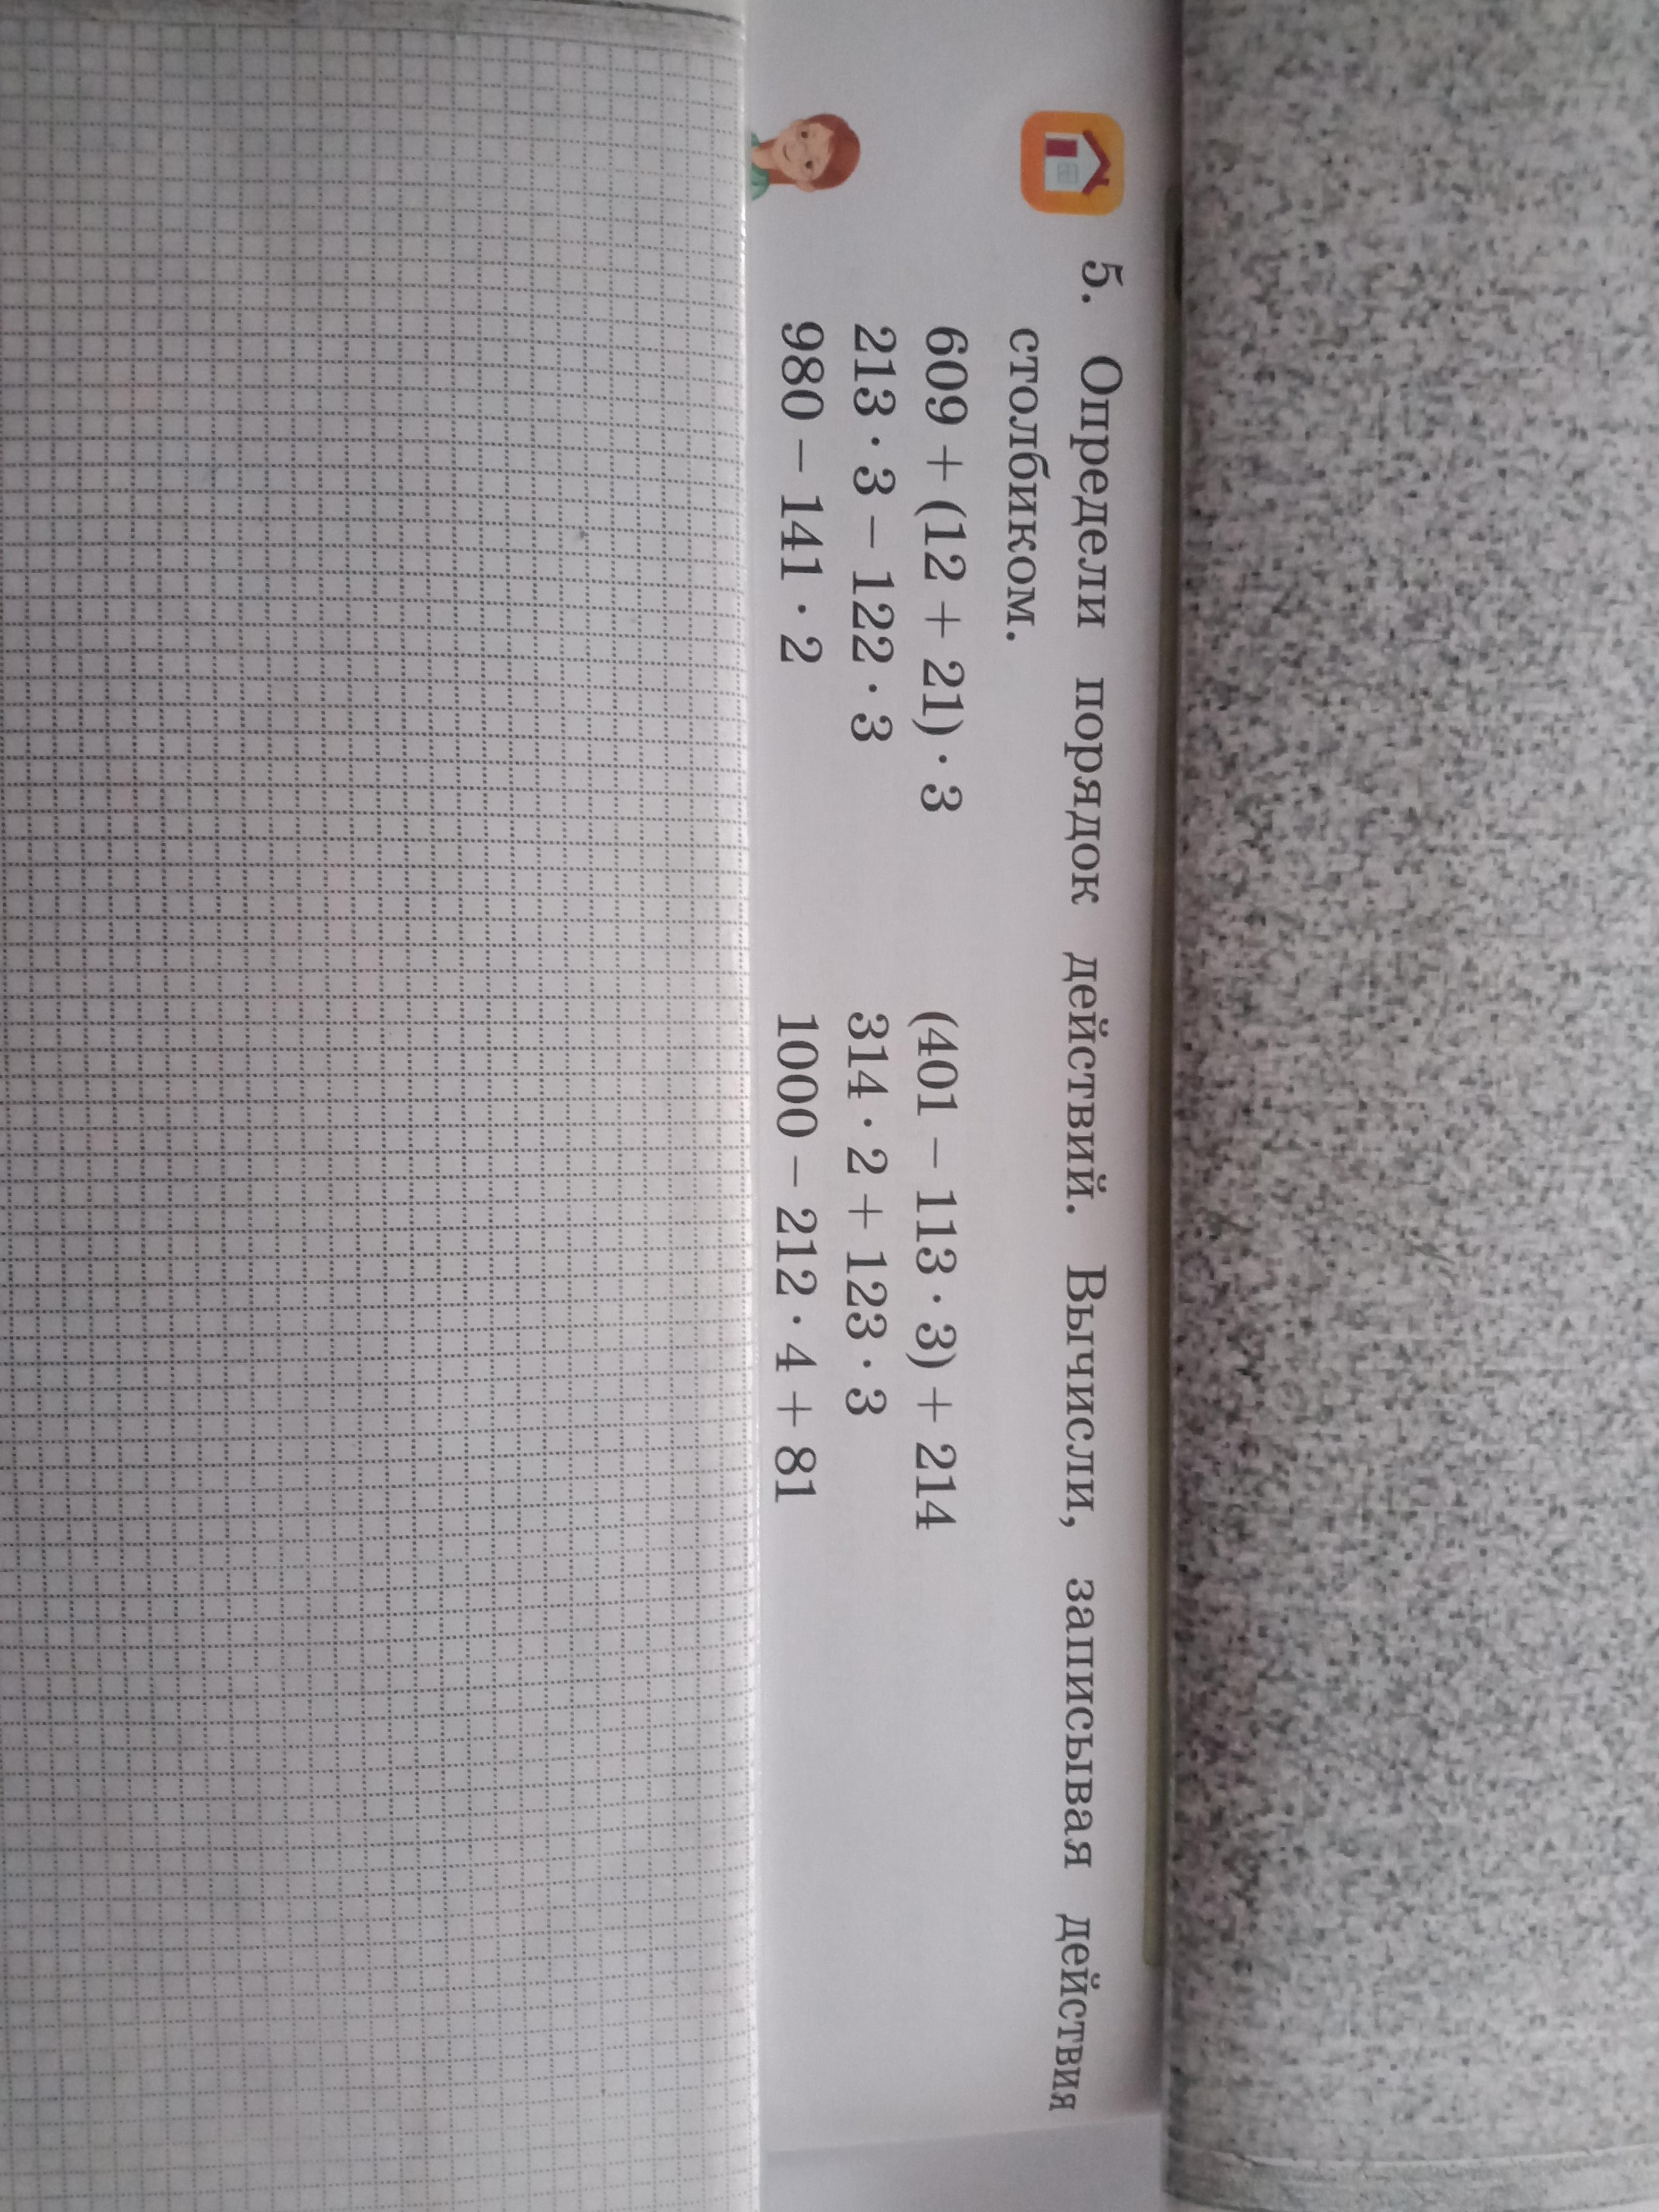 5. Определи порядок действий. Вычисли, записывая действия
столбиком.
609 + (12 + 21) · 3 (401 − 113 · 3) + 214
213 · 3 − 122 · 3 314 · 2 + 123 · 3
980 − 141 · 2 1000 − 212 · 4 + 81